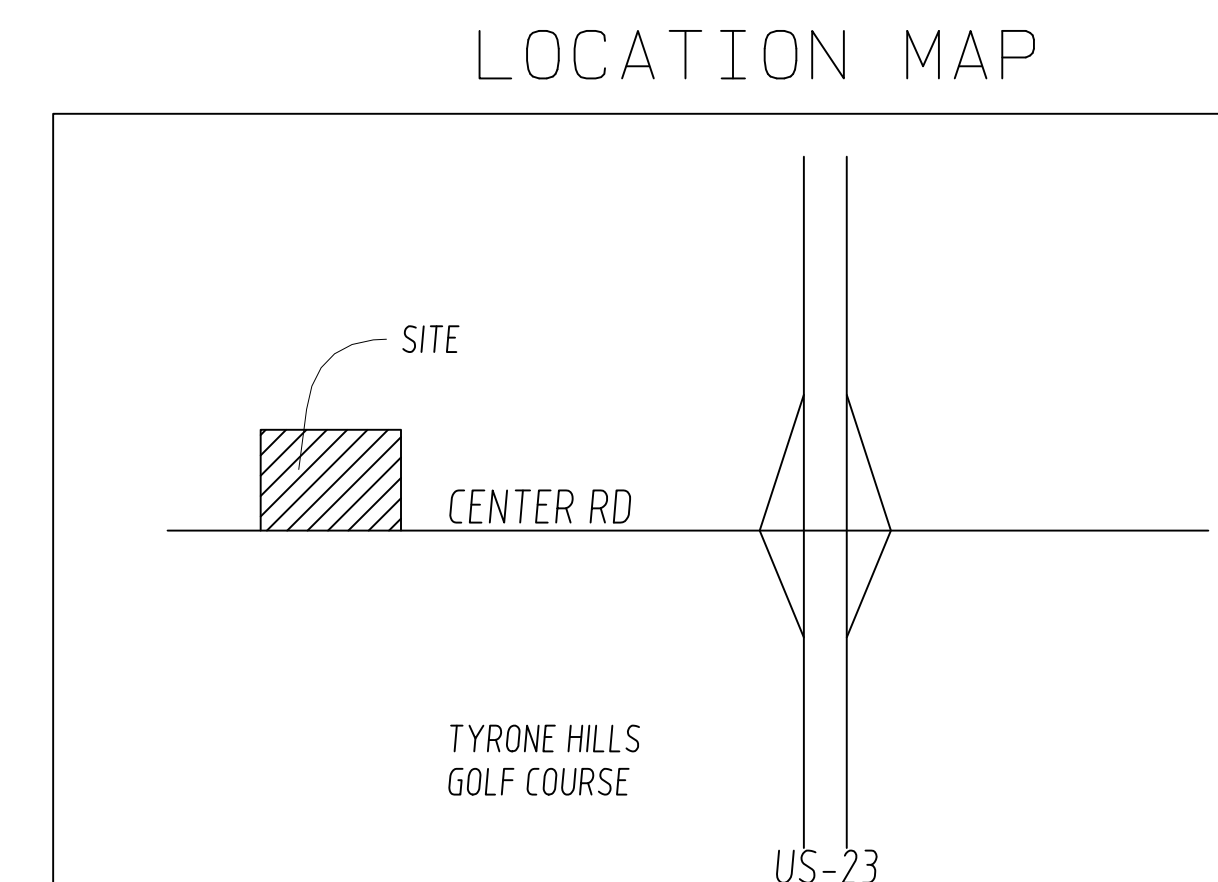 LOCATION MAP
SITE
CENTER RD
TYRONE HILLS
GOLF COURSE
US-23